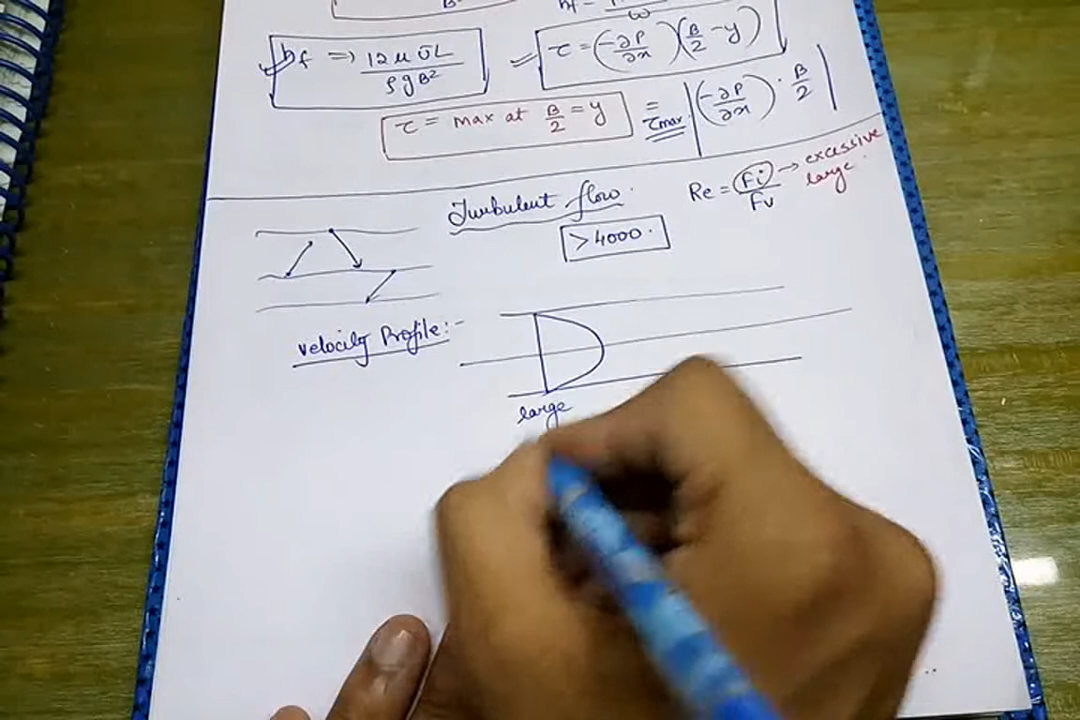 hf => 12μŪL / ρgB²
τ = (-∂P/∂x)(B/2 - y)
τ = max at B/2 = y = τmax |(-∂P/∂x) · B/2|
Turbulent flow.
Re = Fi/Fv → excessive large.
>4000.
Velocity Profile:-
large